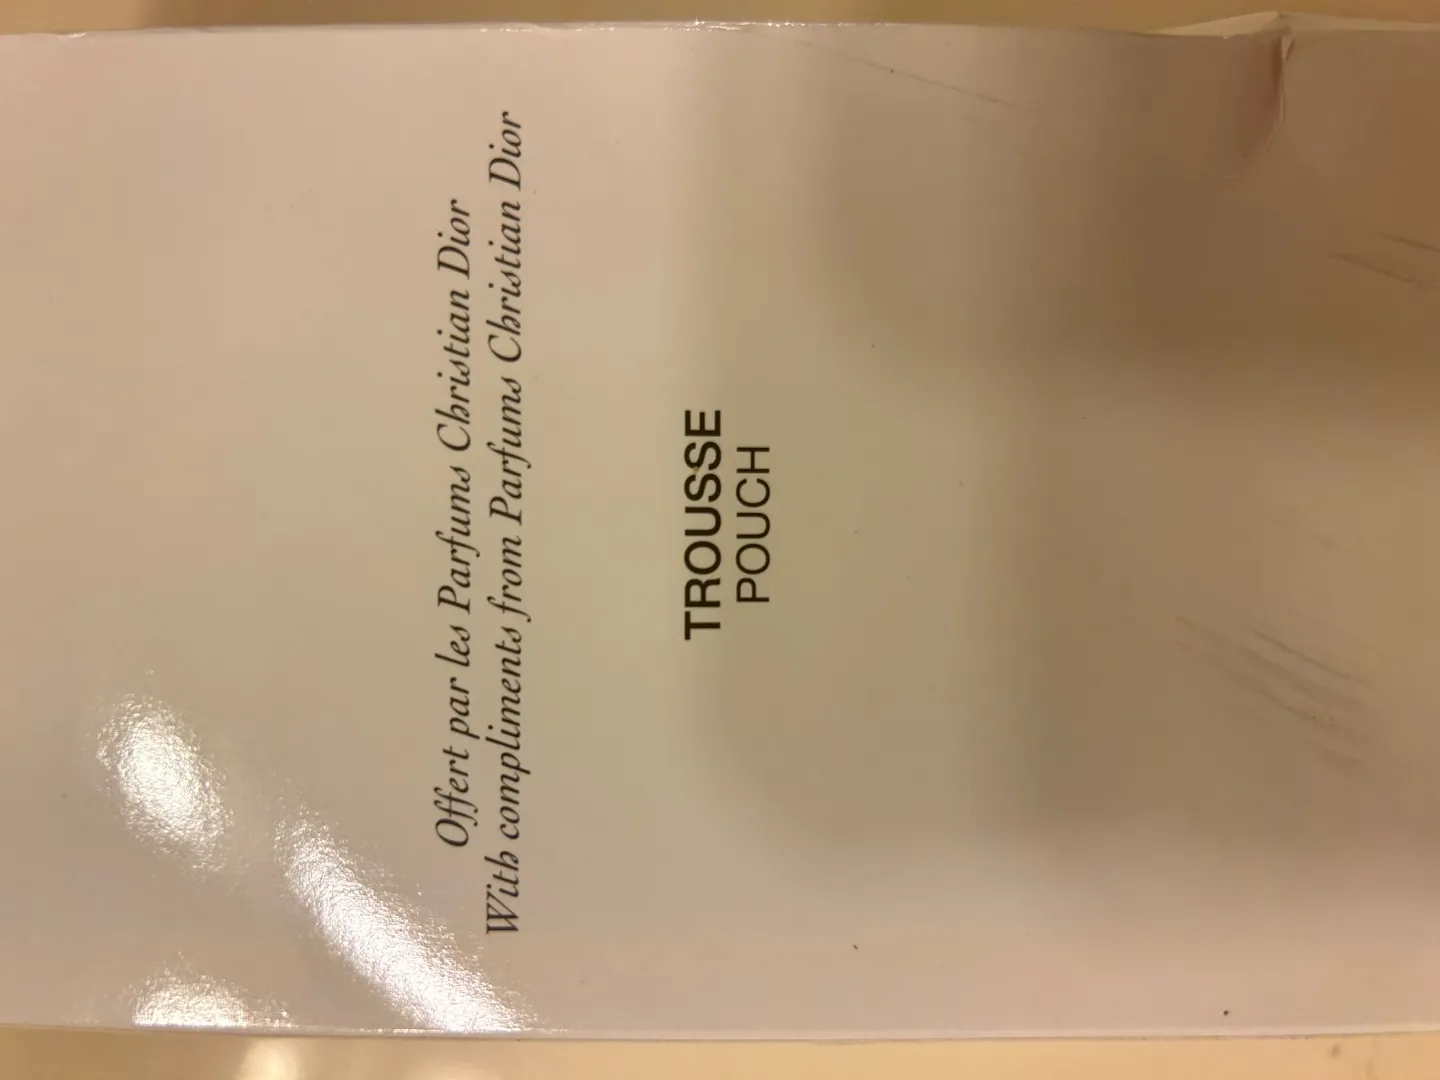 Offert par les Parfums Christian Dior
With compliments from Parfums Christian Dior
TROUSSE
POUCH